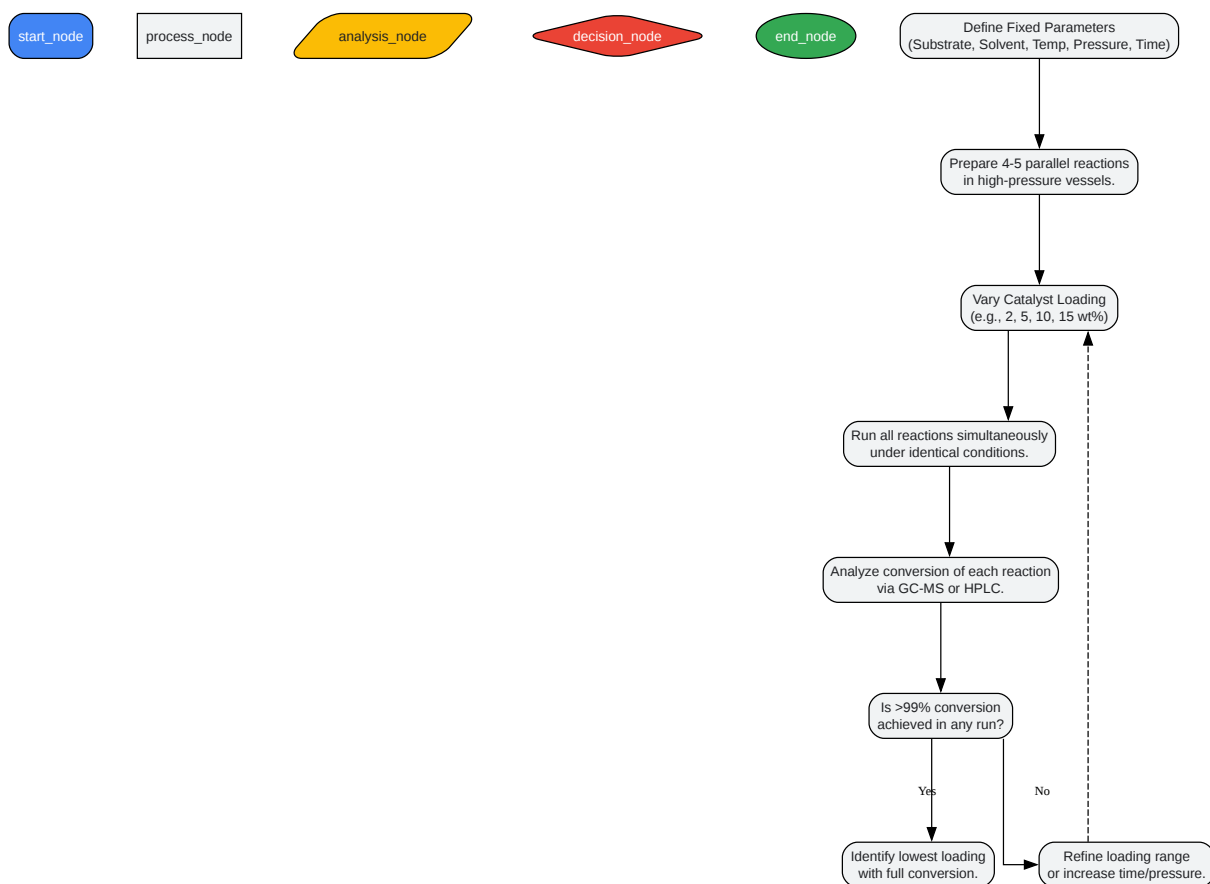 start_node
process_node
analysis_node
decision_node
end_node
Define Fixed Parameters
(Substrate, Solvent, Temp, Pressure, Time)
Prepare 4-5 parallel reactions
in high-pressure vessels.
Vary Catalyst Loading
(e.g., 2, 5, 10, 15 wt%)
Run all reactions simultaneously
under identical conditions.
Analyze conversion of each reaction
via GC-MS or HPLC.
Is >99% conversion
achieved in any run?
Yes
No
Identify lowest loading
with full conversion.
Refine loading range
or increase time/pressure.